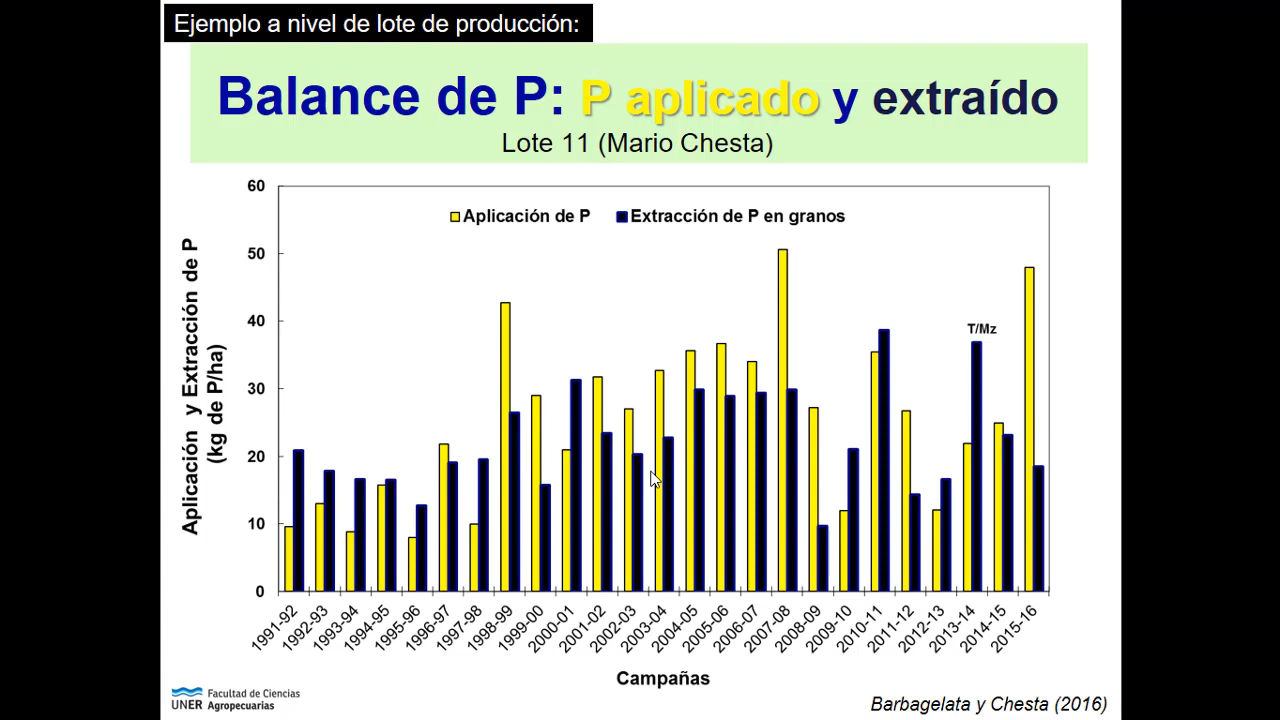 Ejemplo a nivel de lote de producción:
Balance de P: P aplicado y extraído
Lote 11 (Mario Chesta)
Aplicación y Extracción de P
(kg de P/ha)
60
50
40
30
20
10
0
Aplicación de P
Extracción de P en granos
T/Mz
1991-92
1992-93
1993-94
1994-95
1995-96
1996-97
1997-98
1998-99
1999-00
2000-01
2001-02
2002-03
2003-04
2004-05
2005-06
2006-07
2007-08
2008-09
2009-10
2010-11
2011-12
2012-13
2013-14
2014-15
2015-16
Campañas
UNER
Facultad de Ciencias
Agropecuarias
Barbagelata y Chesta (2016)